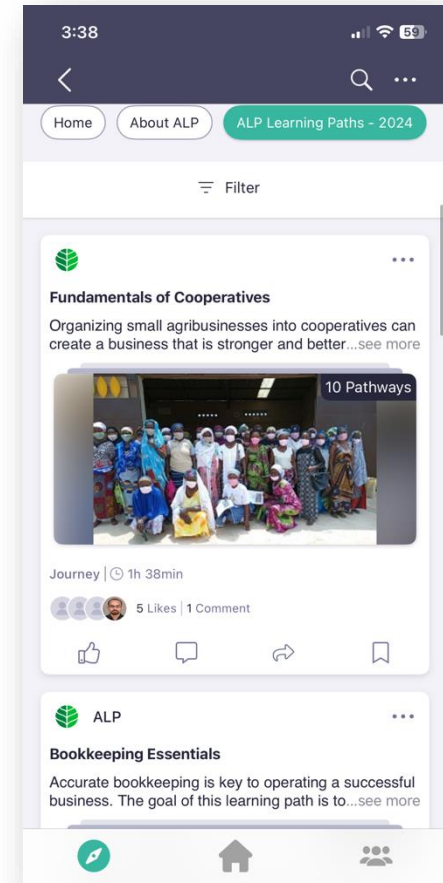 3:38
59
Home
About ALP
ALP Learning Paths - 2024
Filter
Fundamentals of Cooperatives
Organizing small agribusinesses into cooperatives can
create a business that is stronger and better...see more
10 Pathways
Journey | 1h 38min
5 Likes | 1 Comment
ALP
Bookkeeping Essentials
Accurate bookkeeping is key to operating a successful
business. The goal of this learning path is to...see more